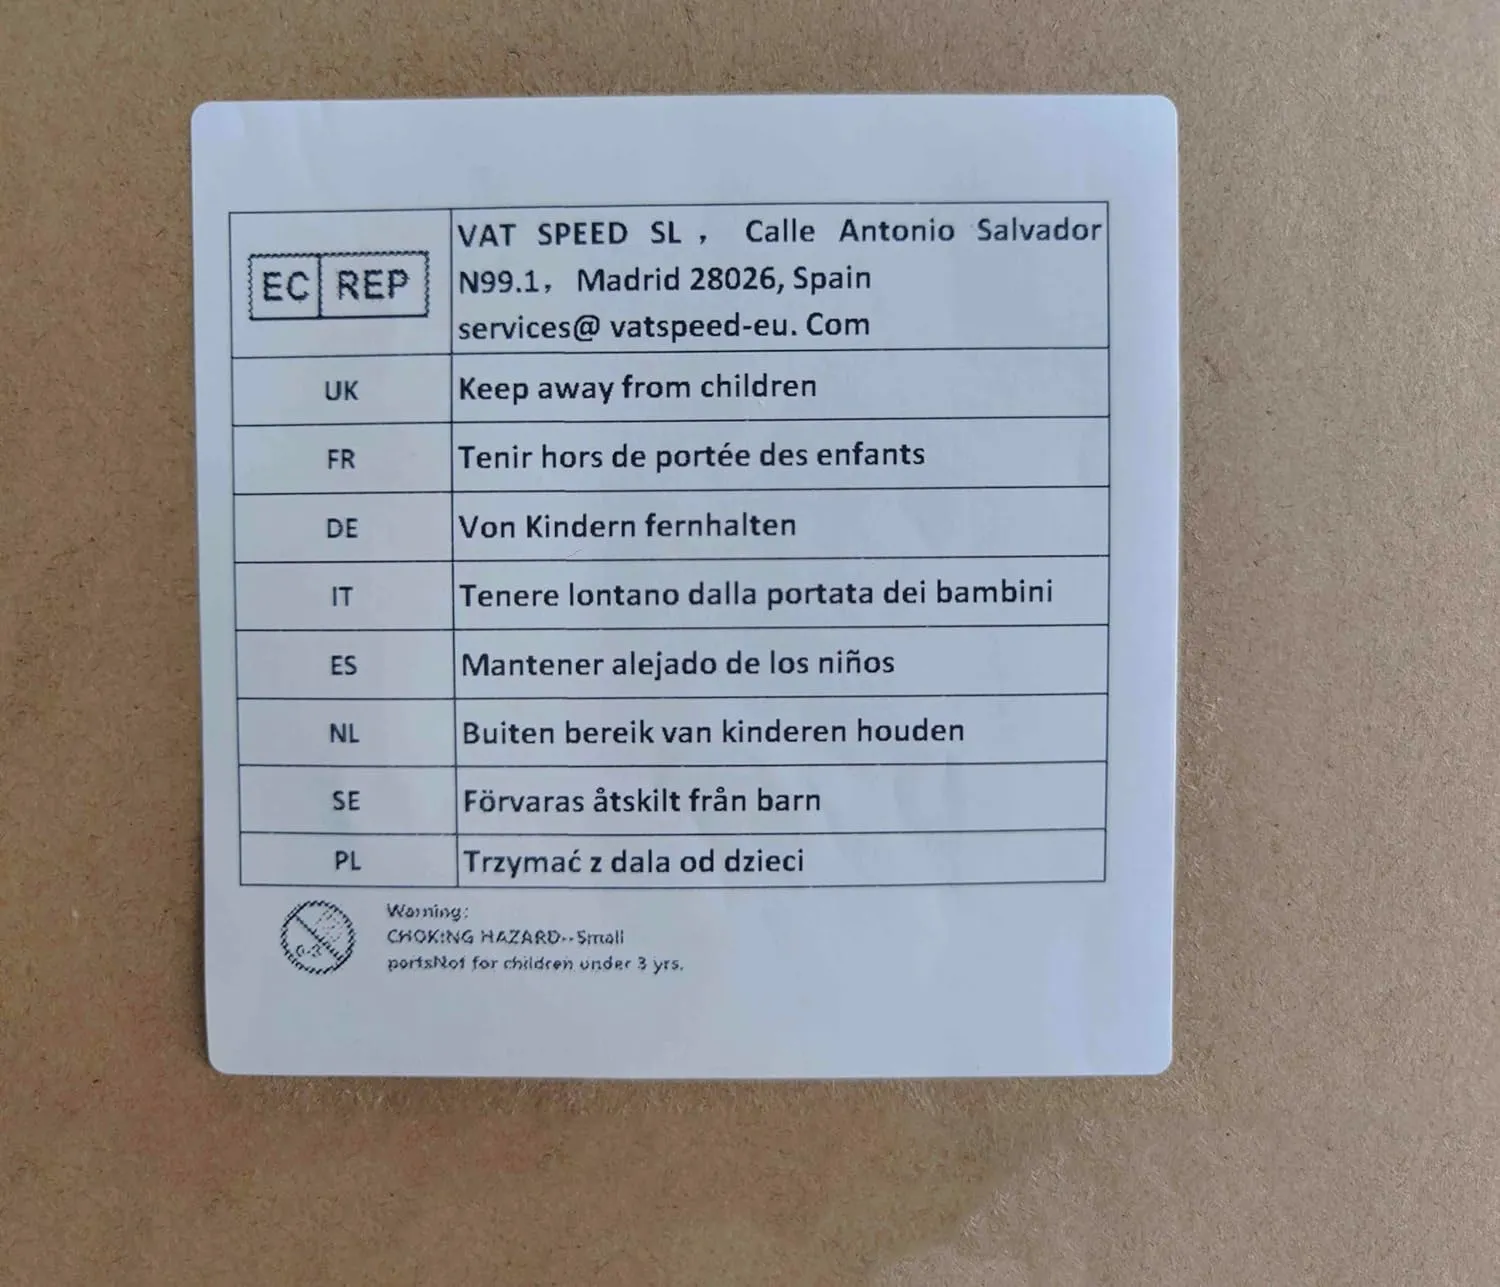 EC REP
VAT SPEED SL， Calle Antonio Salvador
N99.1， Madrid 28026, Spain
services@ vatspeed-eu. Com
UK Keep away from children
FR Tenir hors de portée des enfants
DE Von Kindern fernhalten
IT Tenere lontano dalla portata dei bambini
ES Mantener alejado de los niños
NL Buiten bereik van kinderen houden
SE Förvaras åtskilt från barn
PL Trzymać z dala od dzieci
0-3
Warning:
CHOKING HAZARD--Small
partsNot for children under 3 yrs.